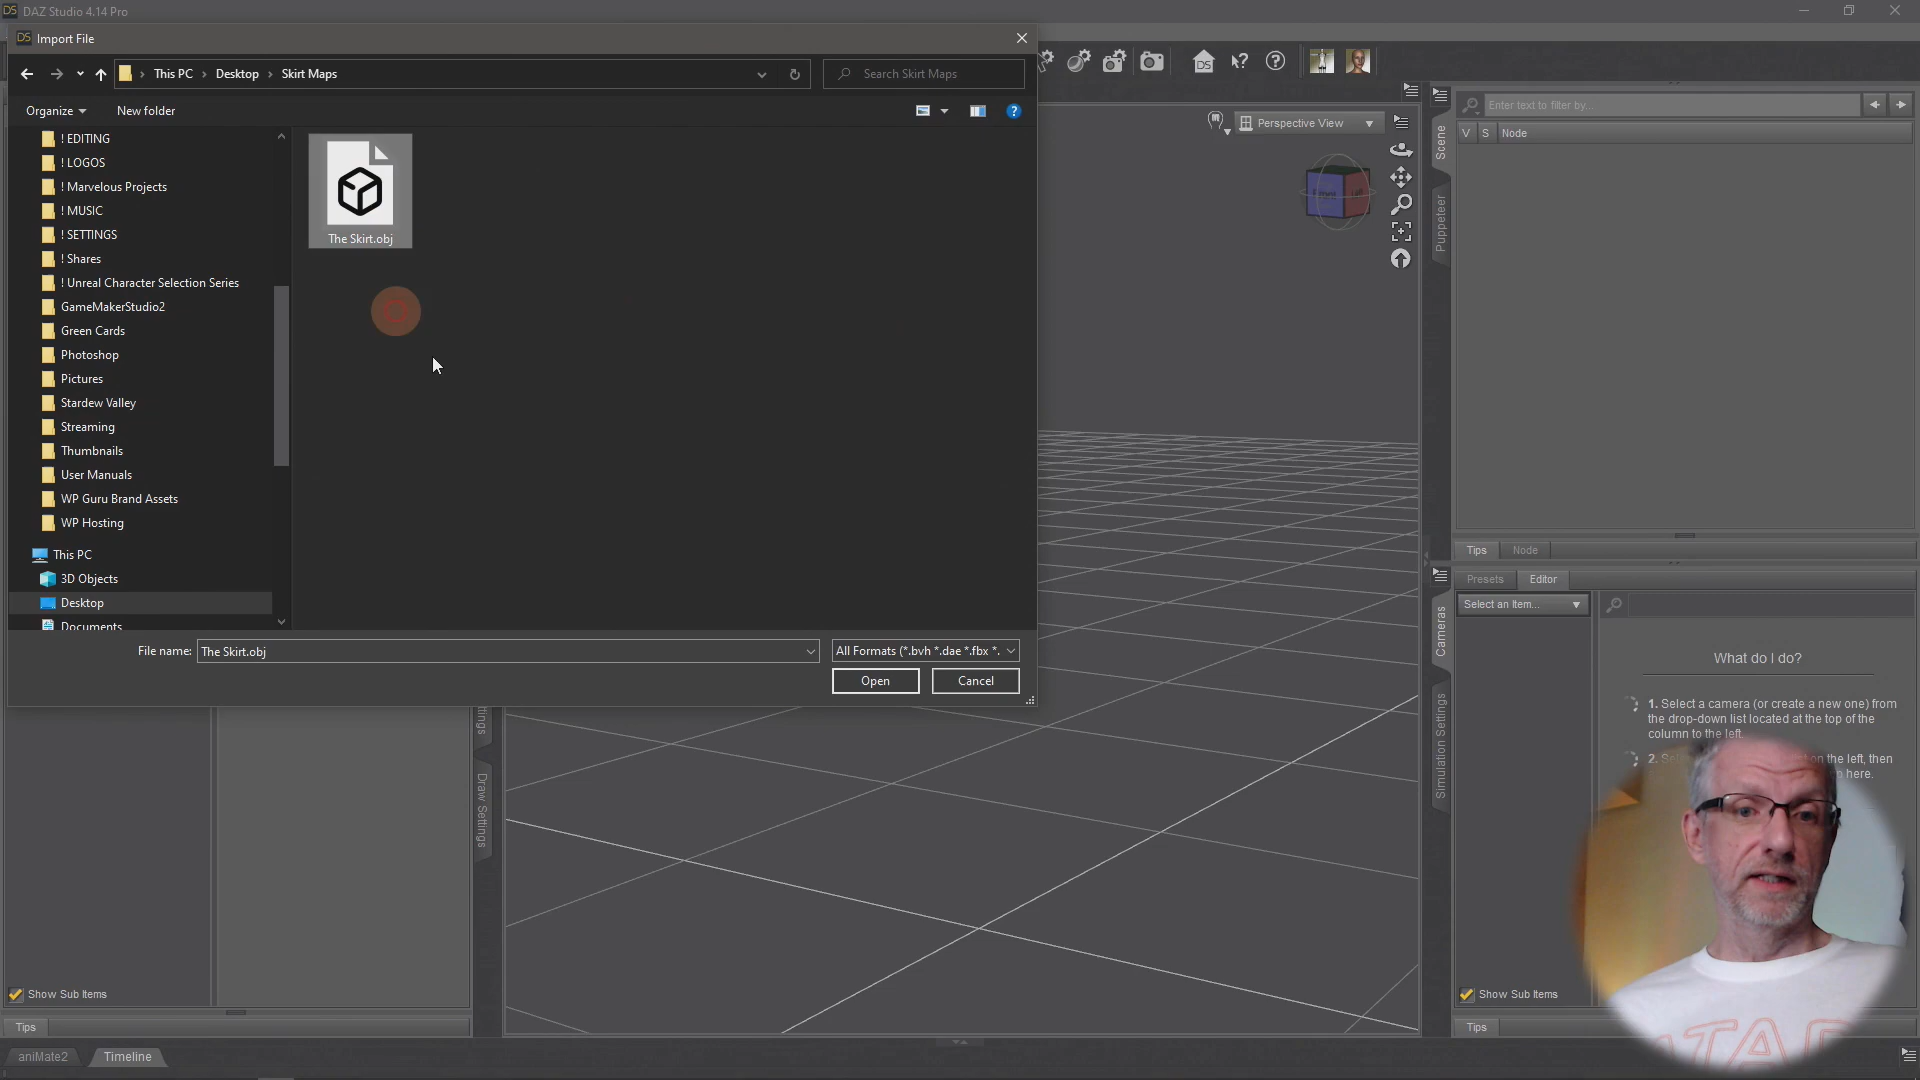 DS DAZ Studio 4.14 Pro
DS Import File
This PC
Desktop
Skirt Maps
Search Skirt Maps
Organize
New folder
! EDITING
! LOGOS
! Marvelous Projects
! MUSIC
! SETTINGS
! Shares
! Unreal Character Selection Series
GameMakerStudio2
Green Cards
Photoshop
Pictures
Stardew Valley
Streaming
Thumbnails
User Manuals
WP Guru Brand Assets
WP Hosting
This PC
3D Objects
Desktop
Documents
The Skirt.obj
File name:
The Skirt.obj
All Formats (*.bvh *.dae *.fbx *.
Open
Cancel
DS
Perspective View
Enter text to filter by...
V
S
Node
Scene
Puppeteer
Tips
Node
Presets
Editor
Select an Item...
Cameras
Simulation Settings
What do I do?
1. Select a camera (or create a new one) from
the drop-down list located at the top of the
column to the left.
2.
on the left, then
here.
Draw Settings
Show Sub Items
Tips
aniMate2
Timeline
Show Sub Items
Tips